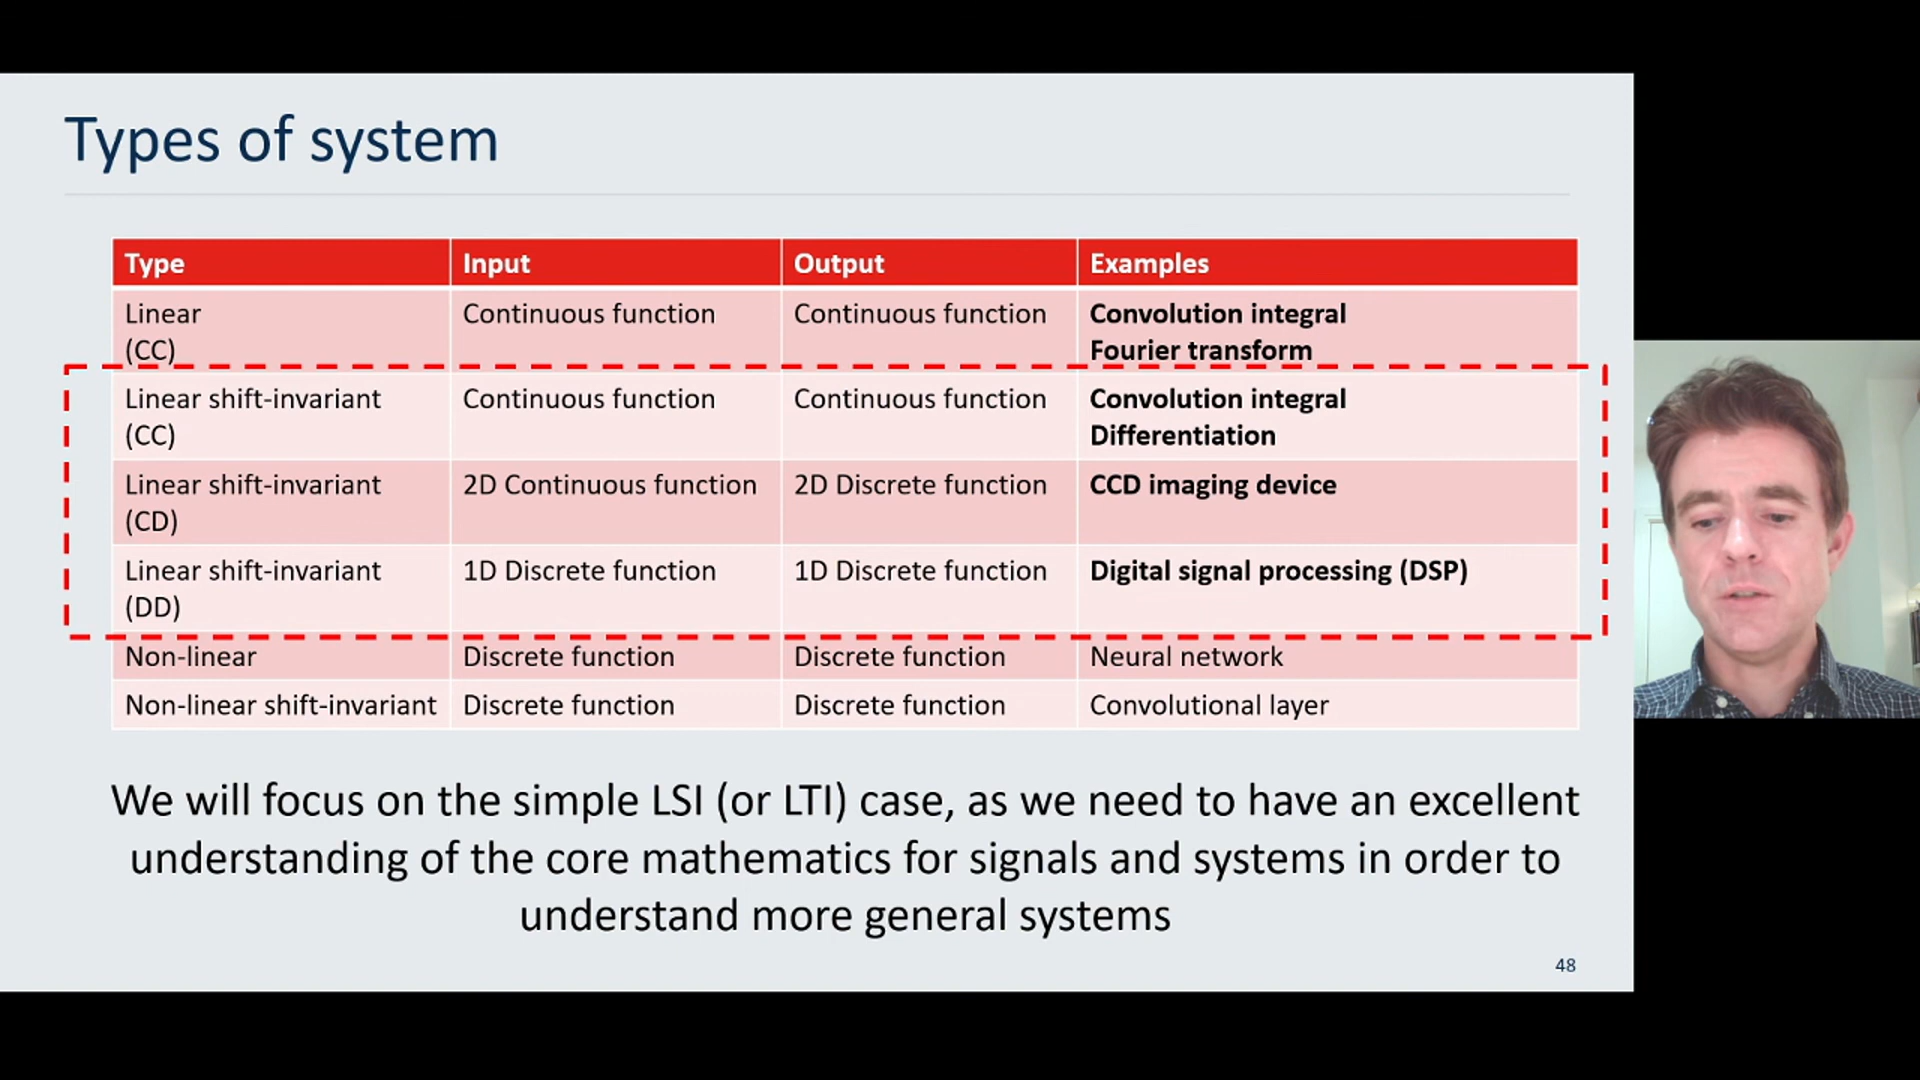 Types of system
Type Input Output Examples
Linear Continuous function Continuous function Convolution integral
(CC) Fourier transform
Linear shift-invariant Continuous function Continuous function Convolution integral
(CC) Differentiation
Linear shift-invariant 2D Continuous function 2D Discrete function CCD imaging device
(CD)
Linear shift-invariant 1D Discrete function 1D Discrete function Digital signal processing (DSP)
(DD)
Non-linear Discrete function Discrete function Neural network
Non-linear shift-invariant Discrete function Discrete function Convolutional layer
We will focus on the simple LSI (or LTI) case, as we need to have an excellent
understanding of the core mathematics for signals and systems in order to
understand more general systems
48